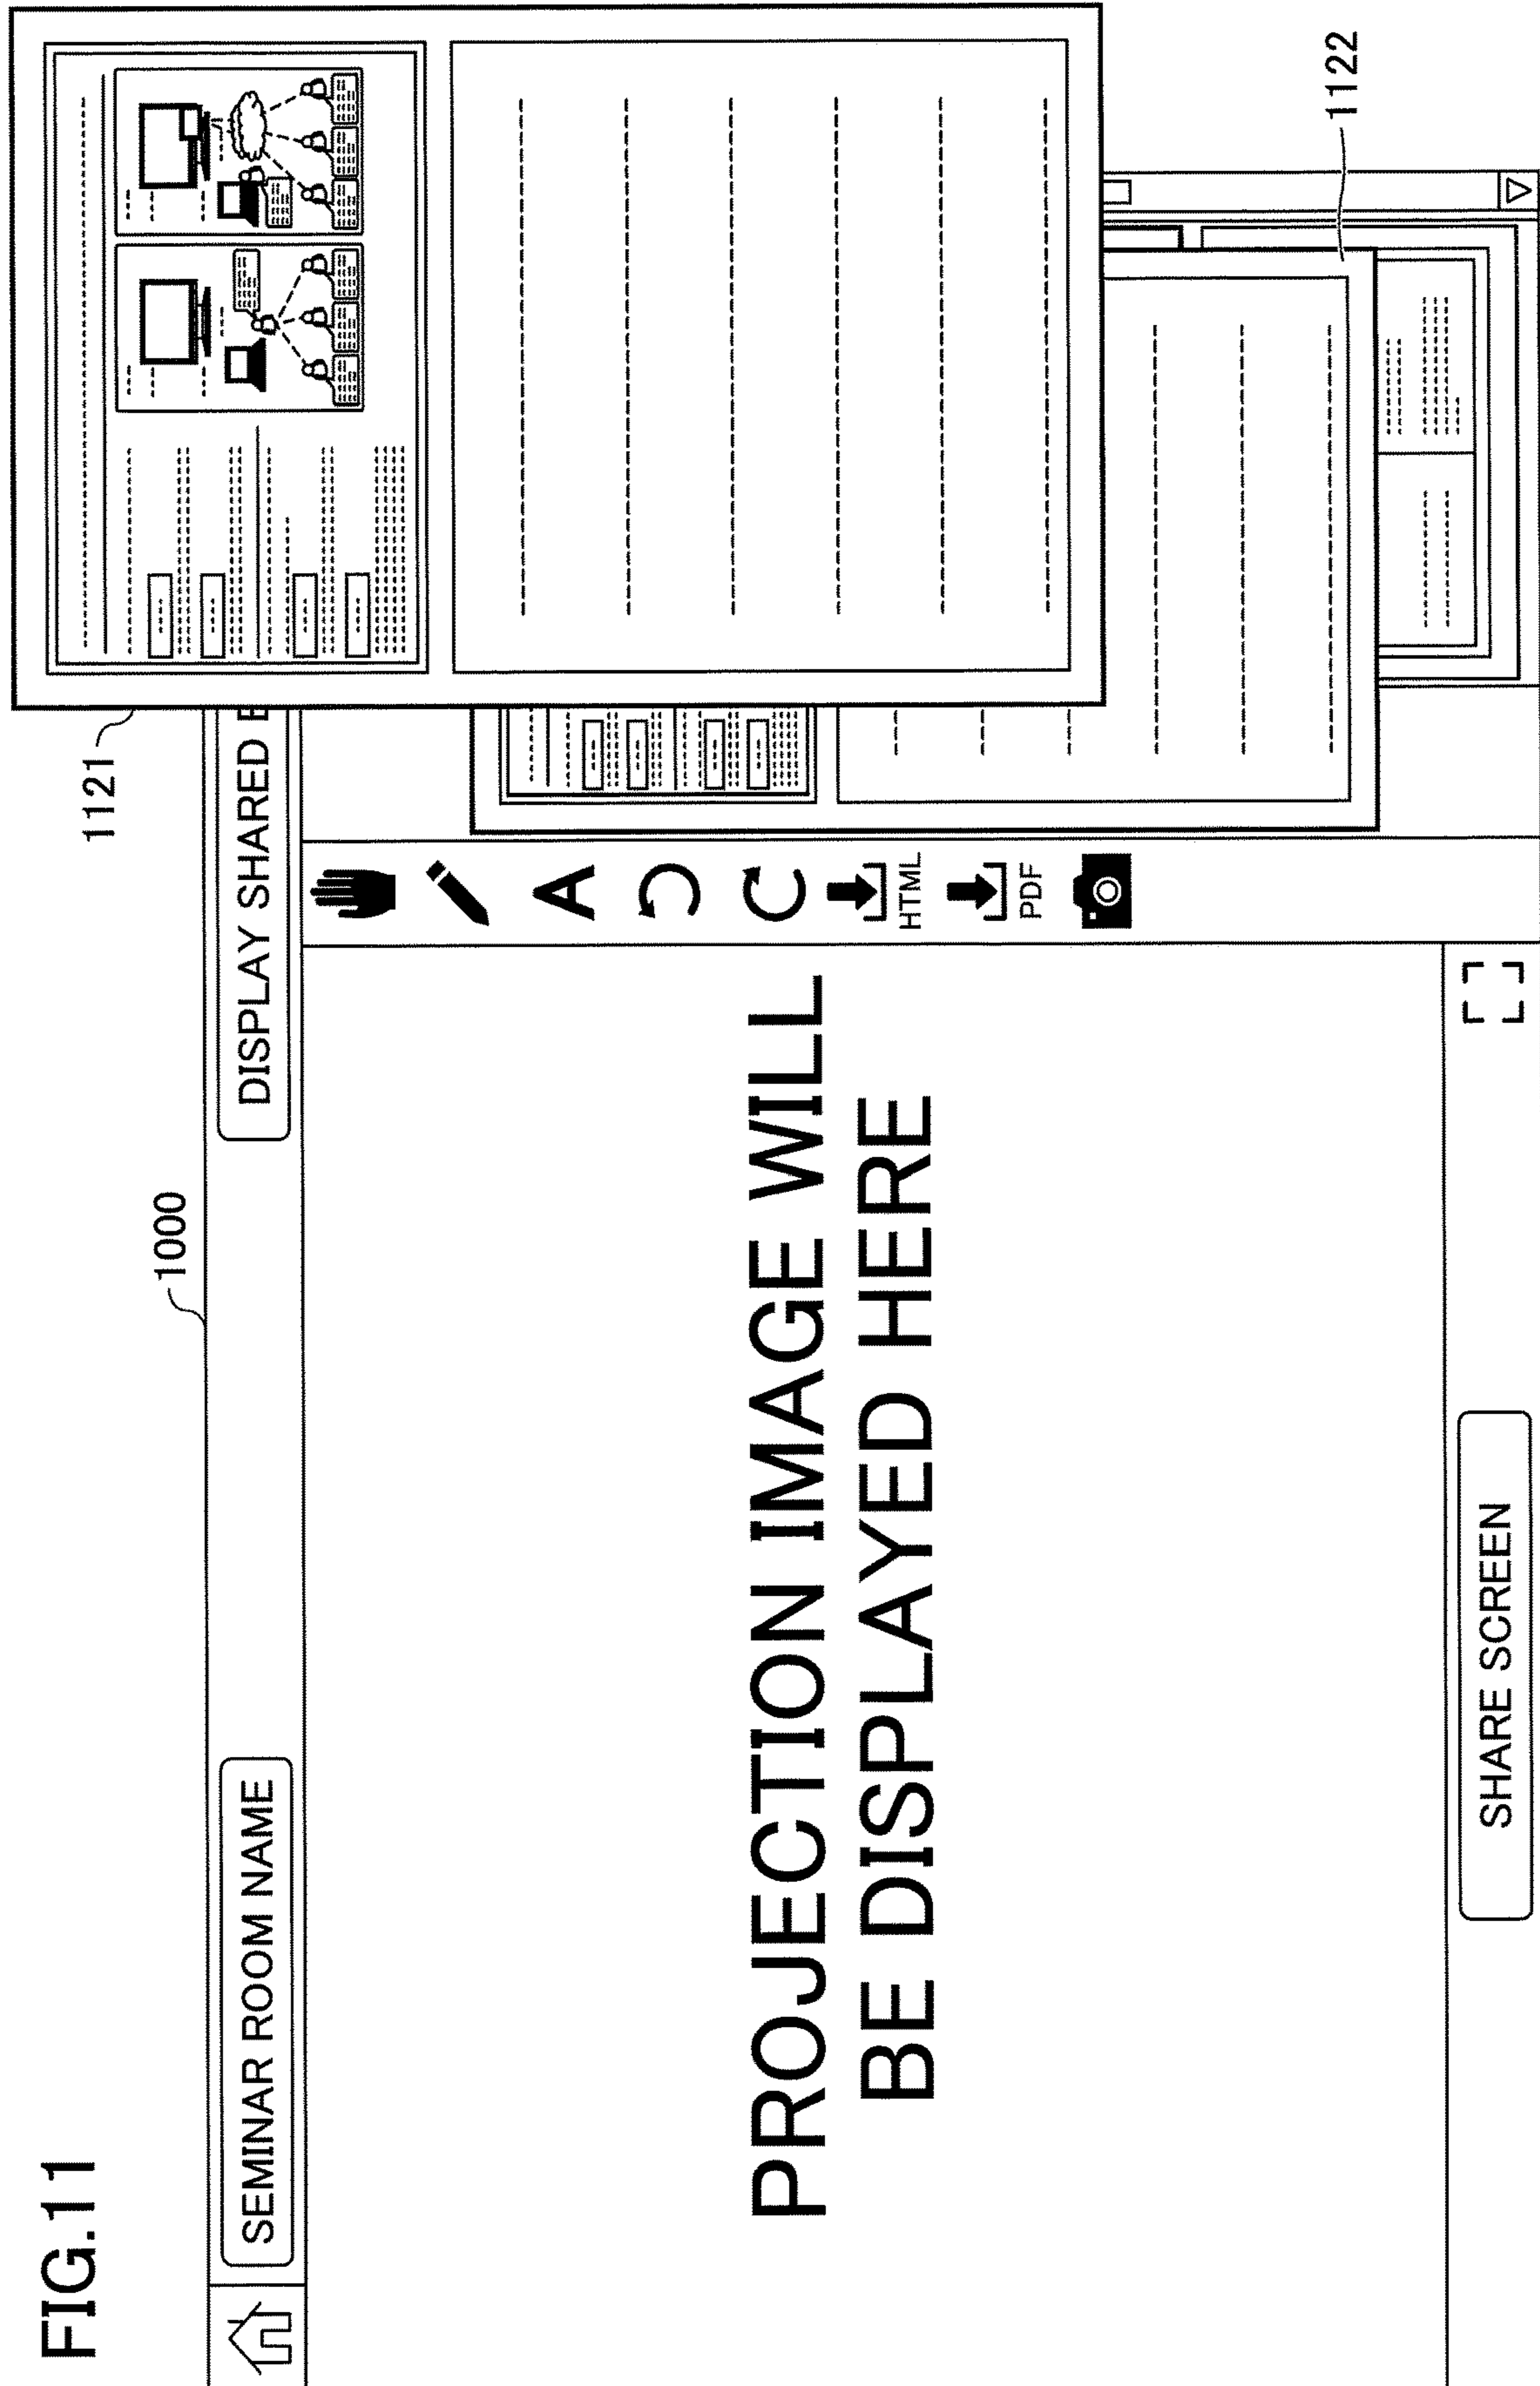 FIG.11
1000
1121
SEMINAR ROOM NAME
DISPLAY SHARED
A
HTML
PDF
PROJECTION IMAGE WILL
BE DISPLAYED HERE
1122
SHARE SCREEN